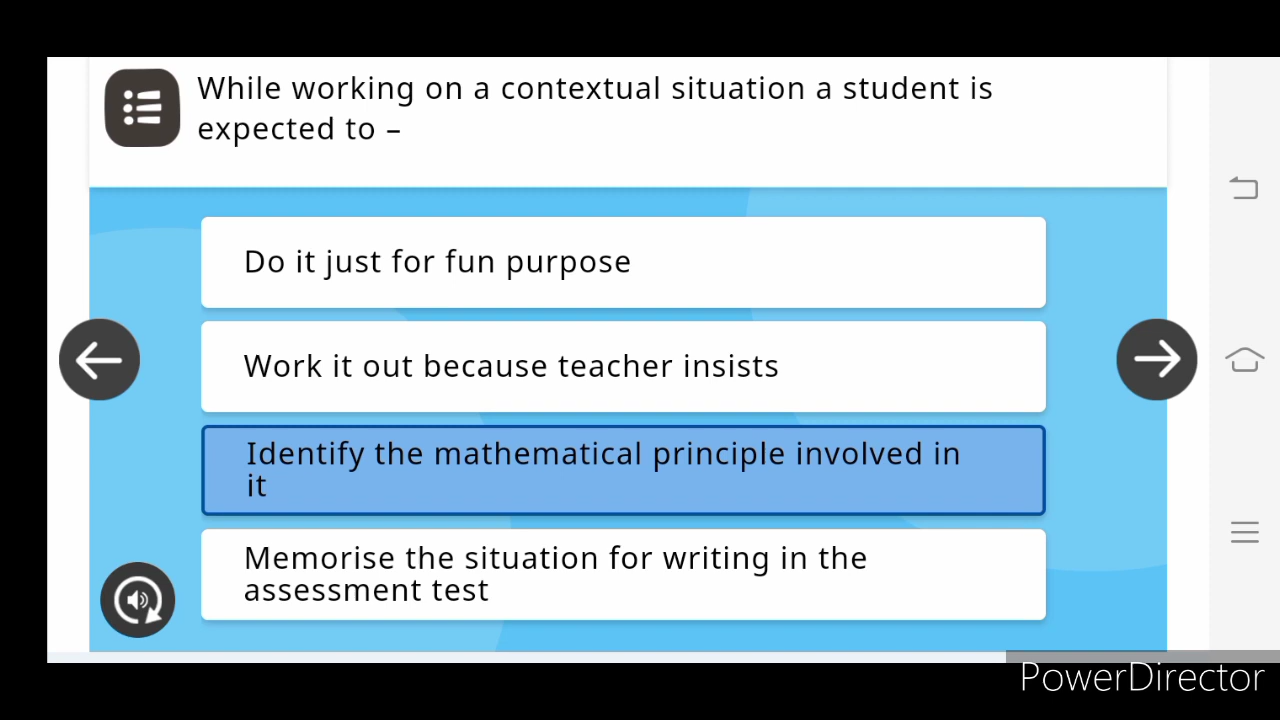 While working on a contextual situation a student is
expected to –
Do it just for fun purpose
Work it out because teacher insists
Identify the mathematical principle involved in
it
Memorise the situation for writing in the
assessment test
PowerDirector